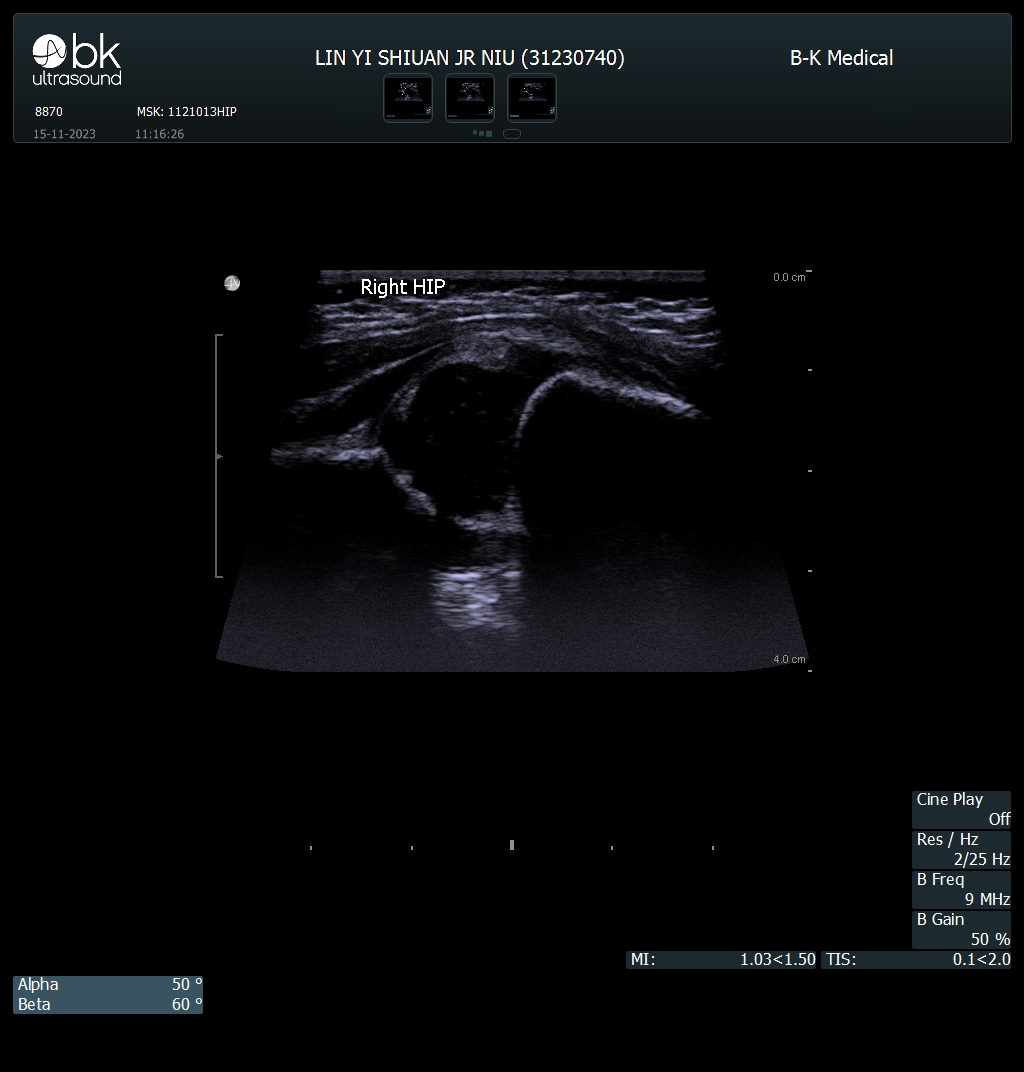 bk
ultrasound
LIN YI SHIUAN JR NIU (31230740)
B-K Medical
8870
MSK: 1121013HIP
15-11-2023
11:16:26
Right HIP
0.0 cm
4.0 cm
Cine Play
Off
Res / Hz
2/25 Hz
B Freq
9 MHz
B Gain
50 %
MI: 1.03<1.50
TIS: 0.1<2.0
Alpha 50 º
Beta 60 º